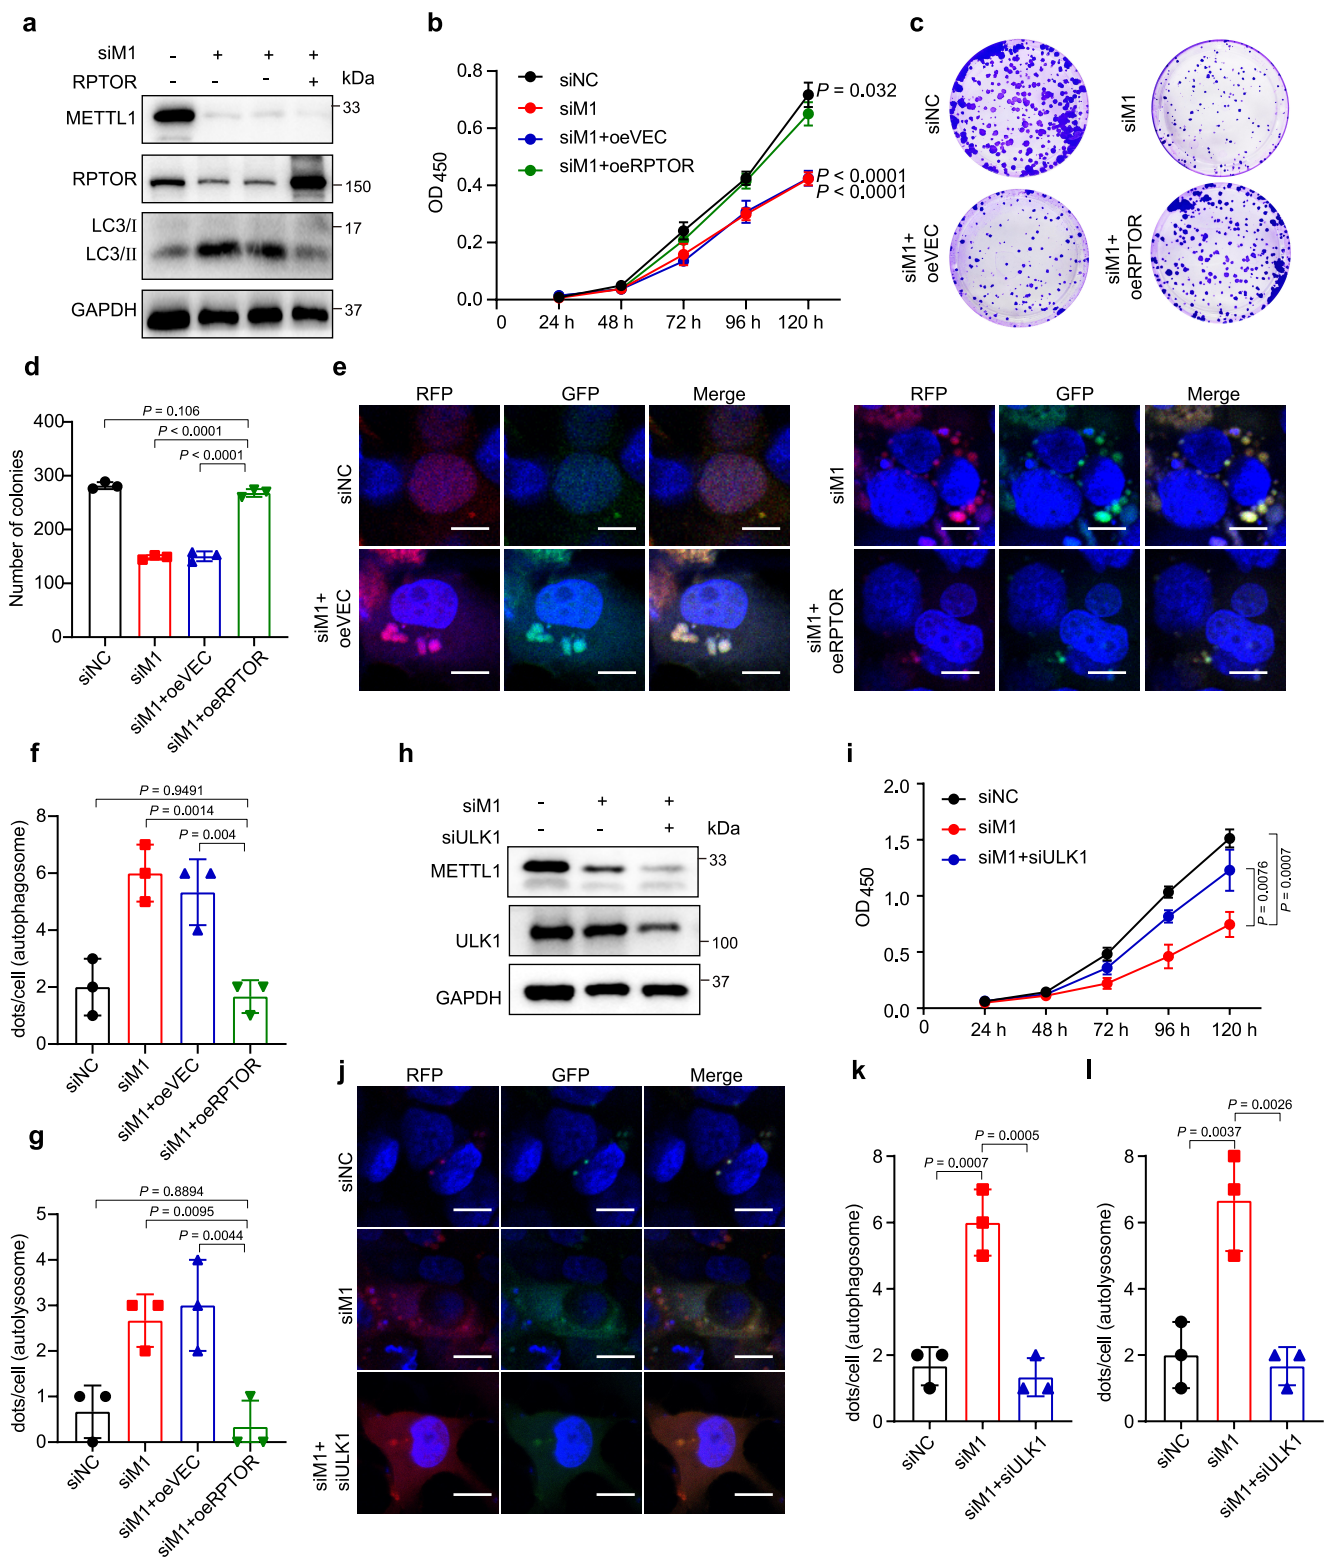 a
siM1 - + + +
RPTOR - - - + kDa
METTL1 33
RPTOR 150
LC3/I 17
LC3/II
GAPDH 37
b
siNC
siM1
siM1+oeVEC
siM1+oeRPTOR
OD450
0.8
0.6
0.4
0.2
0.0
0 24 h 48 h 72 h 96 h 120 h
P = 0.032
P < 0.0001
P < 0.0001
c
siNC
siM1
siM1+
oeVEC
siM1+
oeRPTOR
d
P = 0.106
P < 0.0001
P < 0.0001
Number of colonies
400
300
200
100
0
siNC
siM1
siM1+oeVEC
siM1+oeRPTOR
e
RFP GFP Merge
siNC
siM1+
oeVEC
RFP GFP Merge
siM1
siM1+
oeRPTOR
f
P = 0.9491
P = 0.0014
P = 0.004
dots/cell (autophagosome)
8
6
4
2
0
siNC
siM1
siM1+oeVEC
siM1+oeRPTOR
g
P = 0.8894
P = 0.0095
P = 0.0044
dots/cell (autolysosome)
5
4
3
2
1
0
siNC
siM1
siM1+oeVEC
siM1+oeRPTOR
h
siM1 - + +
siULK1 - - + kDa
METTL1 33
ULK1 100
GAPDH 37
i
siNC
siM1
siM1+siULK1
OD450
2.0
1.5
1.0
0.5
0.0
0 24 h 48 h 72 h 96 h 120 h
P = 0.0076
P = 0.0007
j
RFP GFP Merge
siNC
siM1
siM1+
siULK1
k
P = 0.0005
P = 0.0007
dots/cell (autophagosome)
8
6
4
2
0
siNC
siM1
siM1+siULK1
l
P = 0.0026
P = 0.0037
dots/cell (autolysosome)
8
6
4
2
0
siNC
siM1
siM1+siULK1